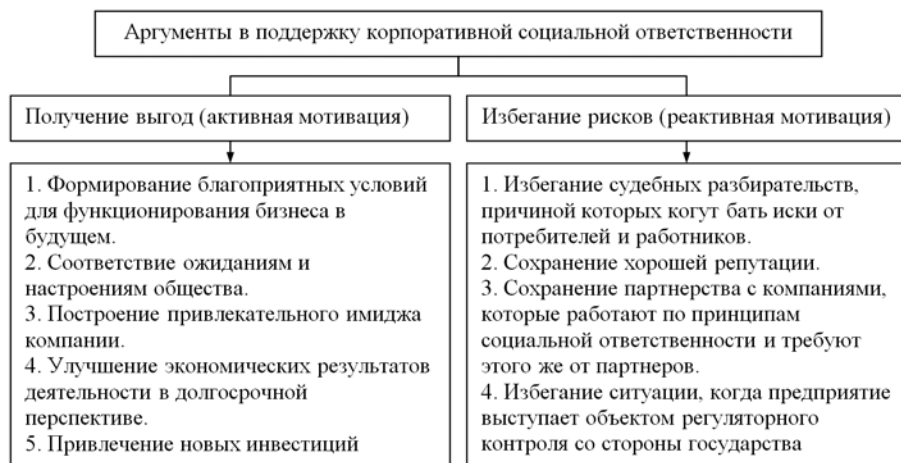 Аргументы в поддержку корпоративной социальной ответственности
Получение выгод (активная мотивация)
1. Формирование благоприятных условий
для функционирования бизнеса в
будущем.
2. Соответствие ожиданиям и
настроениям общества.
3. Построение привлекательного имиджа
компании.
4. Улучшение экономических результатов
деятельности в долгосрочной
перспективе.
5. Привлечение новых инвестиций
Избегание рисков (реактивная мотивация)
1. Избегание судебных разбирательств,
причиной которых когут бать иски от
потребителей и работников.
2. Сохранение хорошей репутации.
3. Сохранение партнерства с компаниями,
которые работают по принципам
социальной ответственности и требуют
этого же от партнеров.
4. Избегание ситуации, когда предприятие
выступает объектом регуляторного
контроля со стороны государства